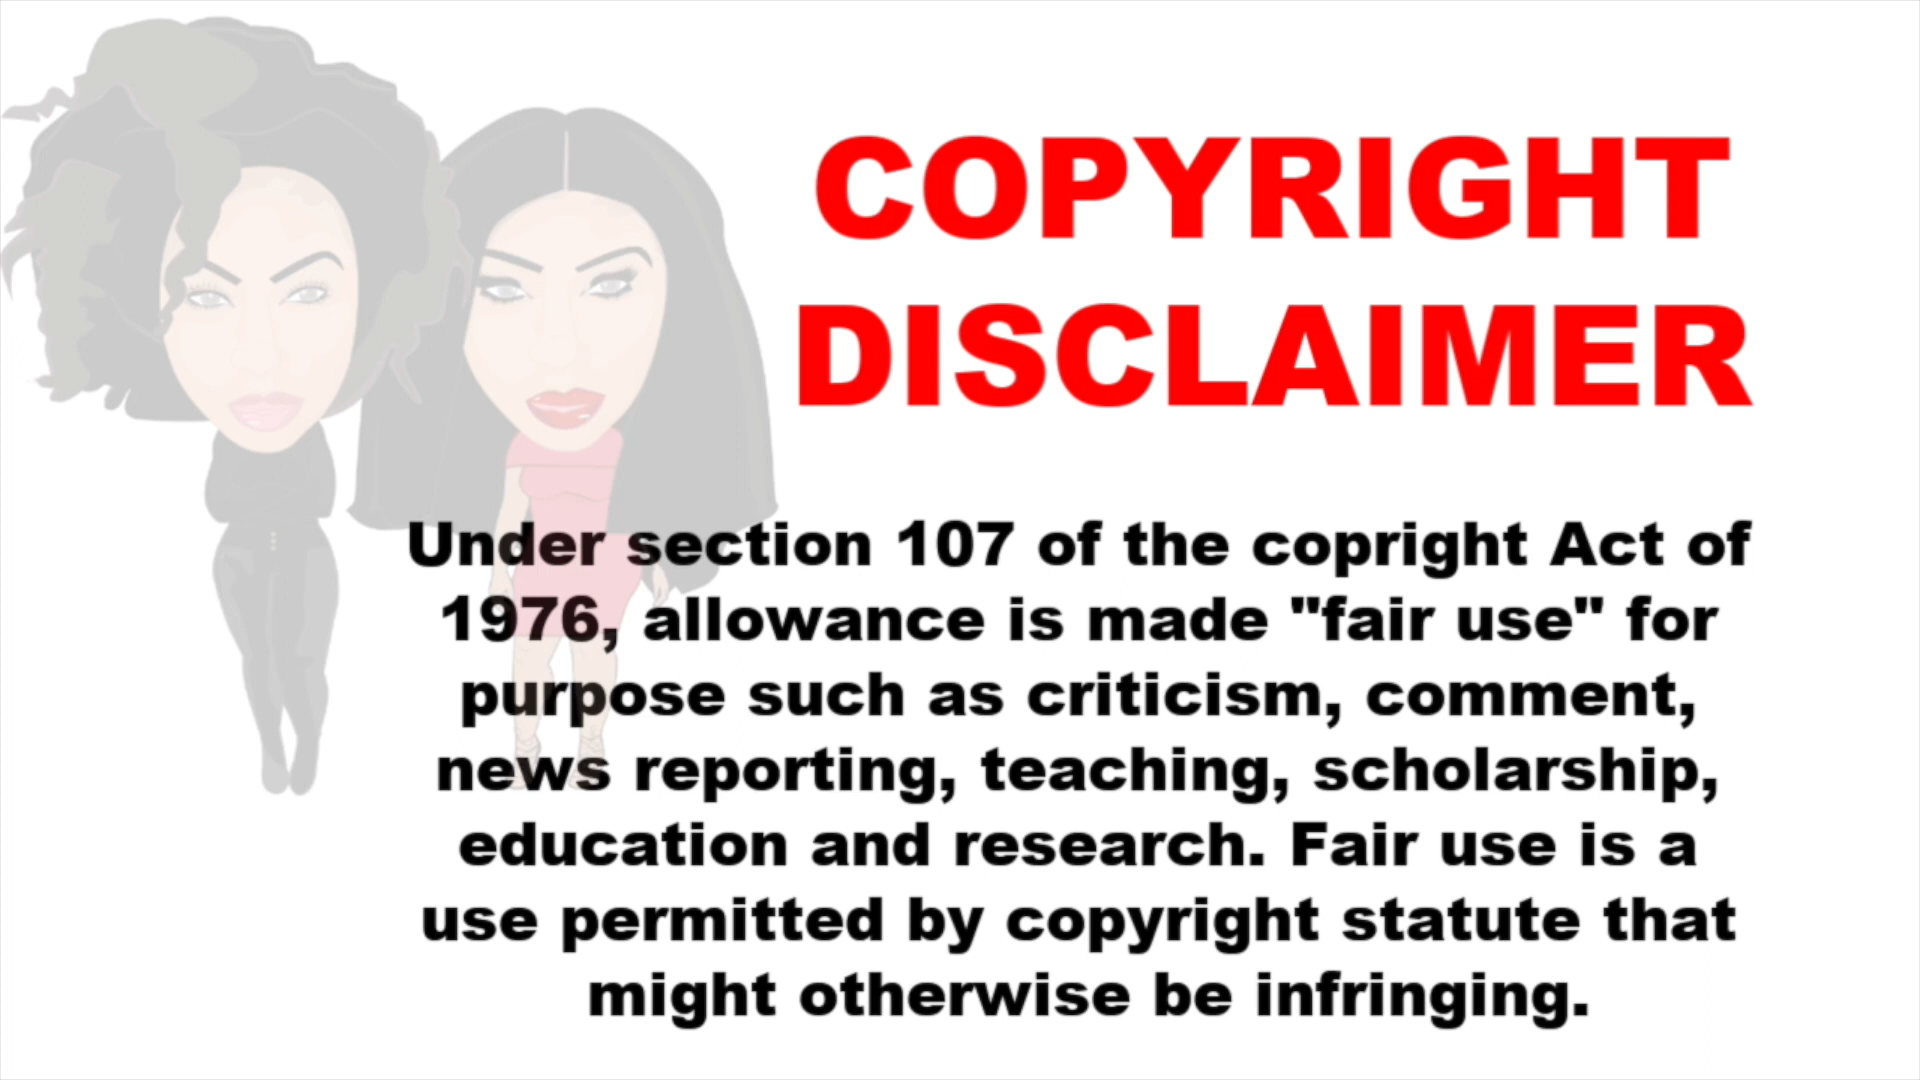 COPYRIGHT
DISCLAIMER
Under section 107 of the copright Act of
1976, allowance is made "fair use" for
purpose such as criticism, comment,
news reporting, teaching, scholarship,
education and research. Fair use is a
use permitted by copyright statute that
might otherwise be infringing.